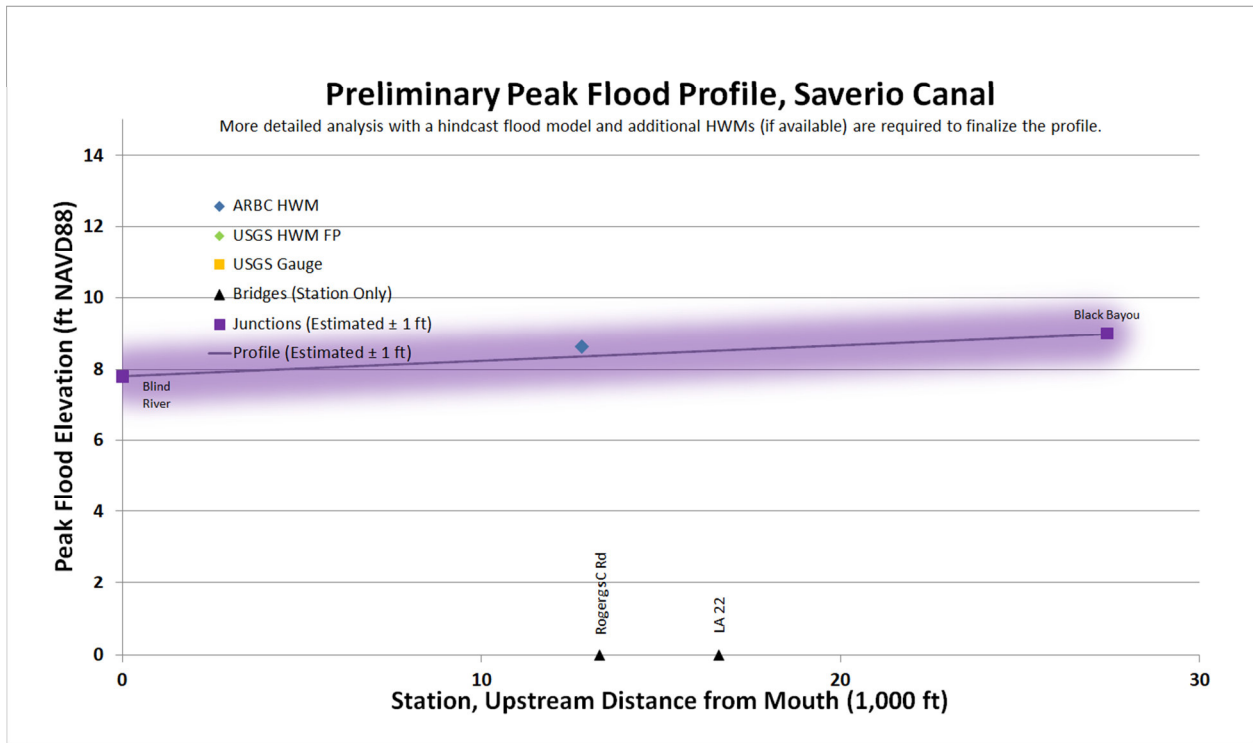 Preliminary Peak Flood Profile, Saverio Canal
More detailed analysis with a hindcast flood model and additional HWMs (if available) are required to finalize the profile.
Peak Flood Elevation (ft NAVD88)
14
12
10
8
6
4
2
0
ARBC HWM
USGS HWM FP
USGS Gauge
Bridges (Station Only)
Junctions (Estimated ± 1 ft)
Profile (Estimated ± 1 ft)
Blind
River
Black Bayou
RogergsC Rd
LA 22
0
10
20
30
Station, Upstream Distance from Mouth (1,000 ft)